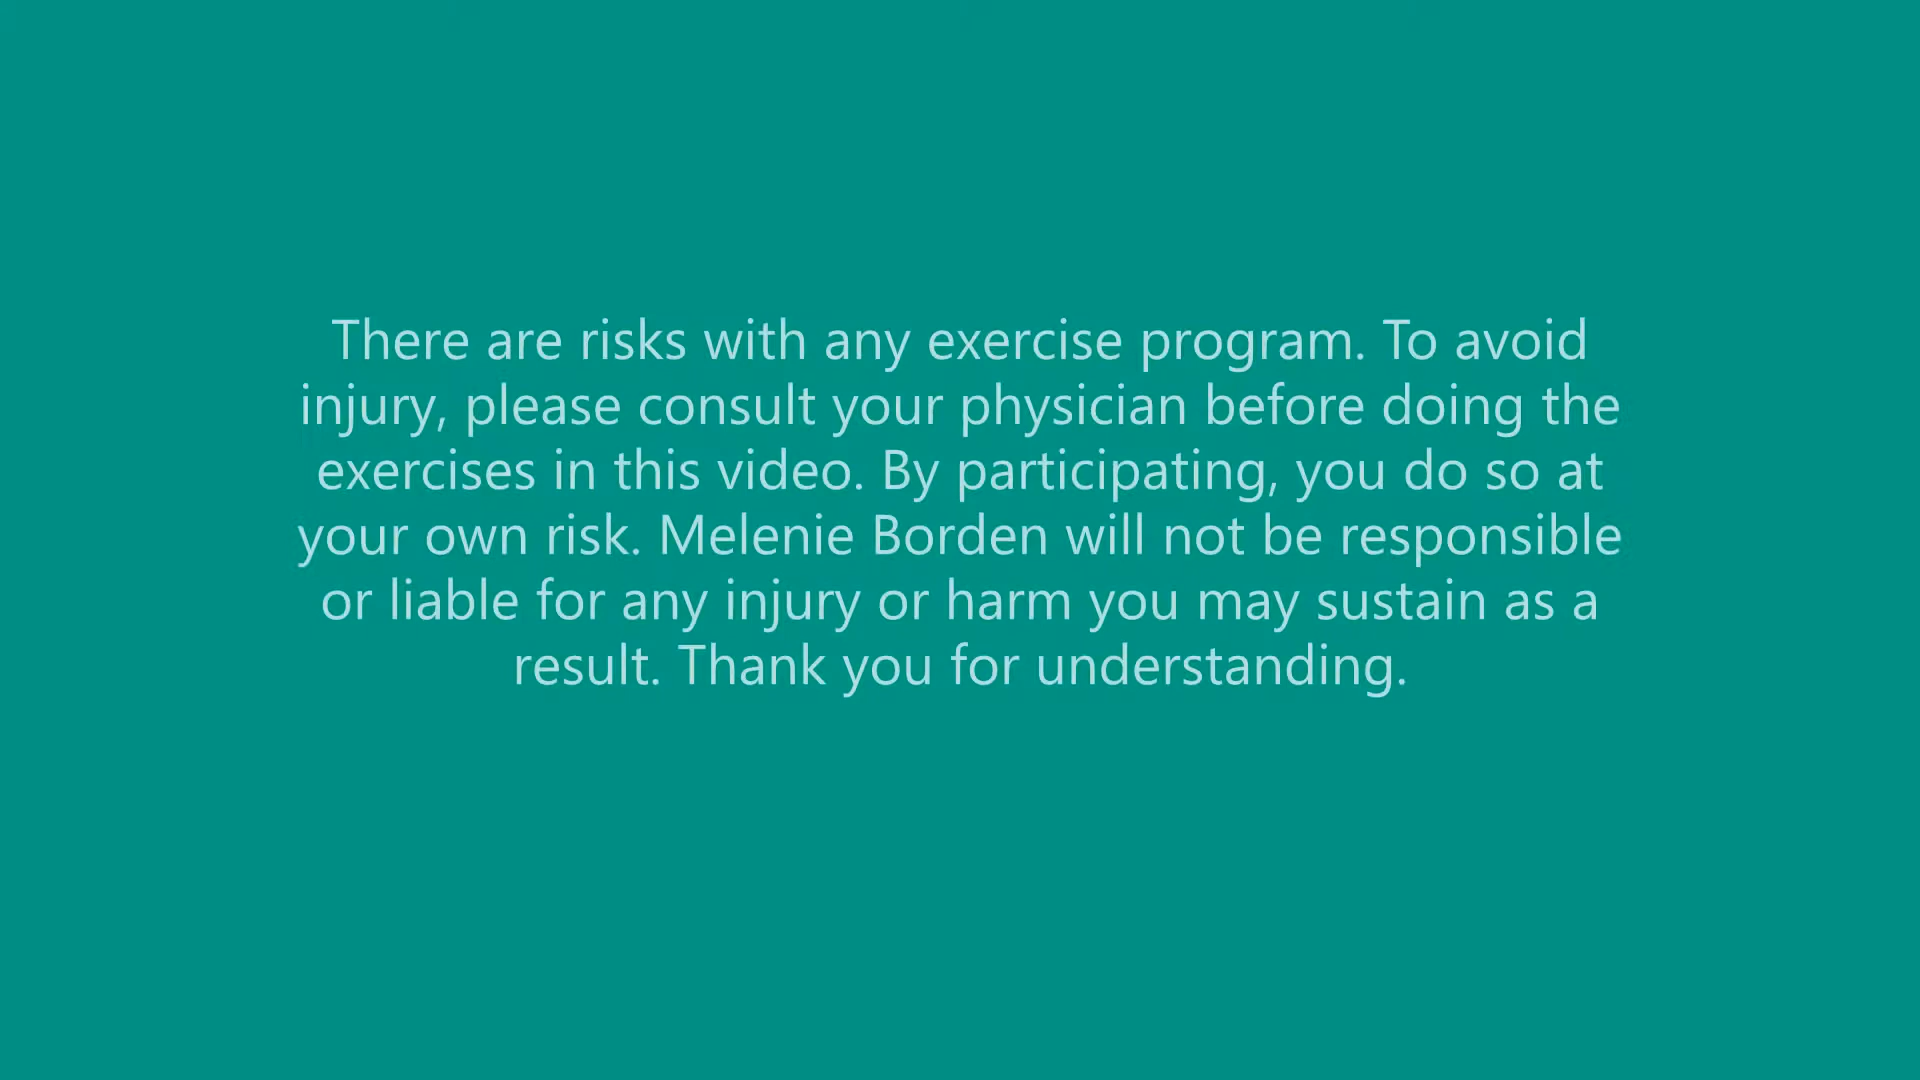 There are risks with any exercise program. To avoid
injury, please consult your physician before doing the
exercises in this video. By participating, you do so at
your own risk. Melenie Borden will not be responsible
or liable for any injury or harm you may sustain as a
result. Thank you for understanding.